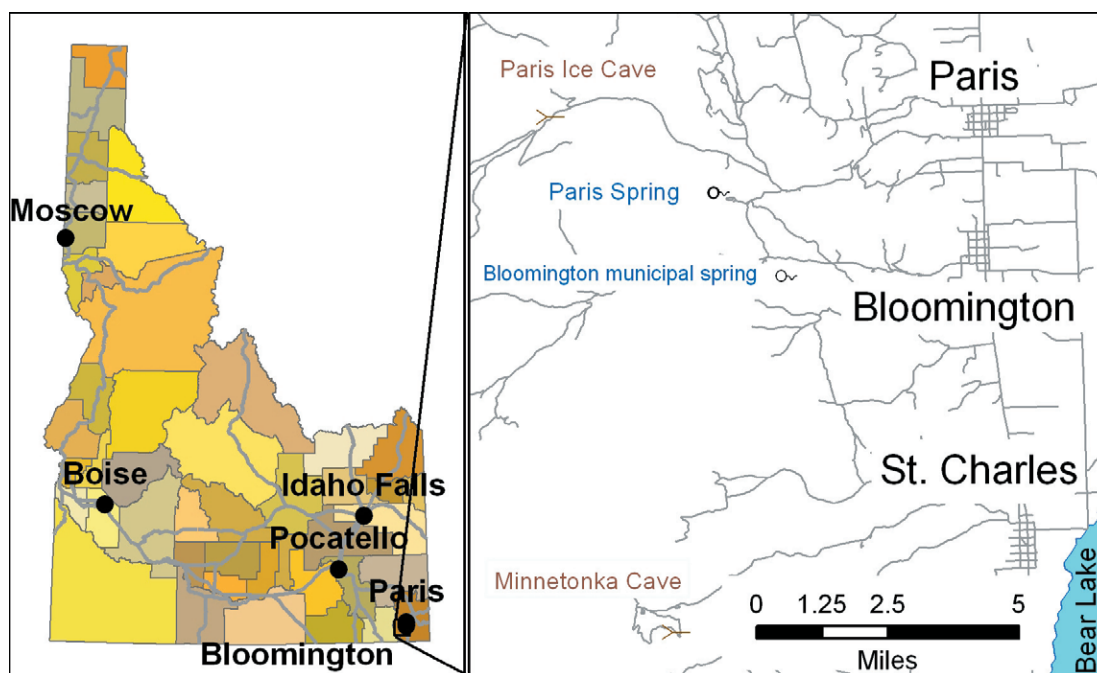 Moscow
Boise
Idaho Falls
Pocatello
Paris
Bloomington
Paris Ice Cave
Paris
Paris Spring
Bloomington municipal spring
Bloomington
St. Charles
Minnetonka Cave
0 1.25 2.5 5
Miles
Bear Lake